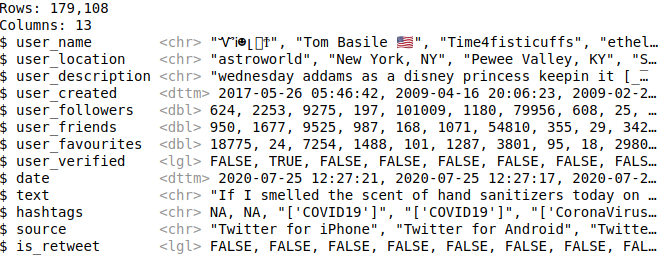 Rows: 179,108
Columns: 13
$ user_name <chr> "ᏉᎥ☻լꂅϮ", "Tom Basile 🇺🇸", "Time4fisticuffs", "ethel…
$ user_location <chr> "astroworld", "New York, NY", "Pewee Valley, KY", "S…
$ user_description <chr> "wednesday addams as a disney princess keepin it [_…
$ user_created <dttm> 2017-05-26 05:46:42, 2009-04-16 20:06:23, 2009-02-2…
$ user_followers <dbl> 624, 2253, 9275, 197, 101009, 1180, 79956, 608, 25, …
$ user_friends <dbl> 950, 1677, 9525, 987, 168, 1071, 54810, 355, 29, 342…
$ user_favourites <dbl> 18775, 24, 7254, 1488, 101, 1287, 3801, 95, 18, 2980…
$ user_verified <lgl> FALSE, TRUE, FALSE, FALSE, FALSE, FALSE, FALSE, FALS…
$ date <dttm> 2020-07-25 12:27:21, 2020-07-25 12:27:17, 2020-07-2…
$ text <chr> "If I smelled the scent of hand sanitizers today on …
$ hashtags <chr> NA, NA, "['COVID19']", "['COVID19']", "['CoronaVirus…
$ source <chr> "Twitter for iPhone", "Twitter for Android", "Twitte…
$ is_retweet <lgl> FALSE, FALSE, FALSE, FALSE, FALSE, FALSE, FALSE, FAL…